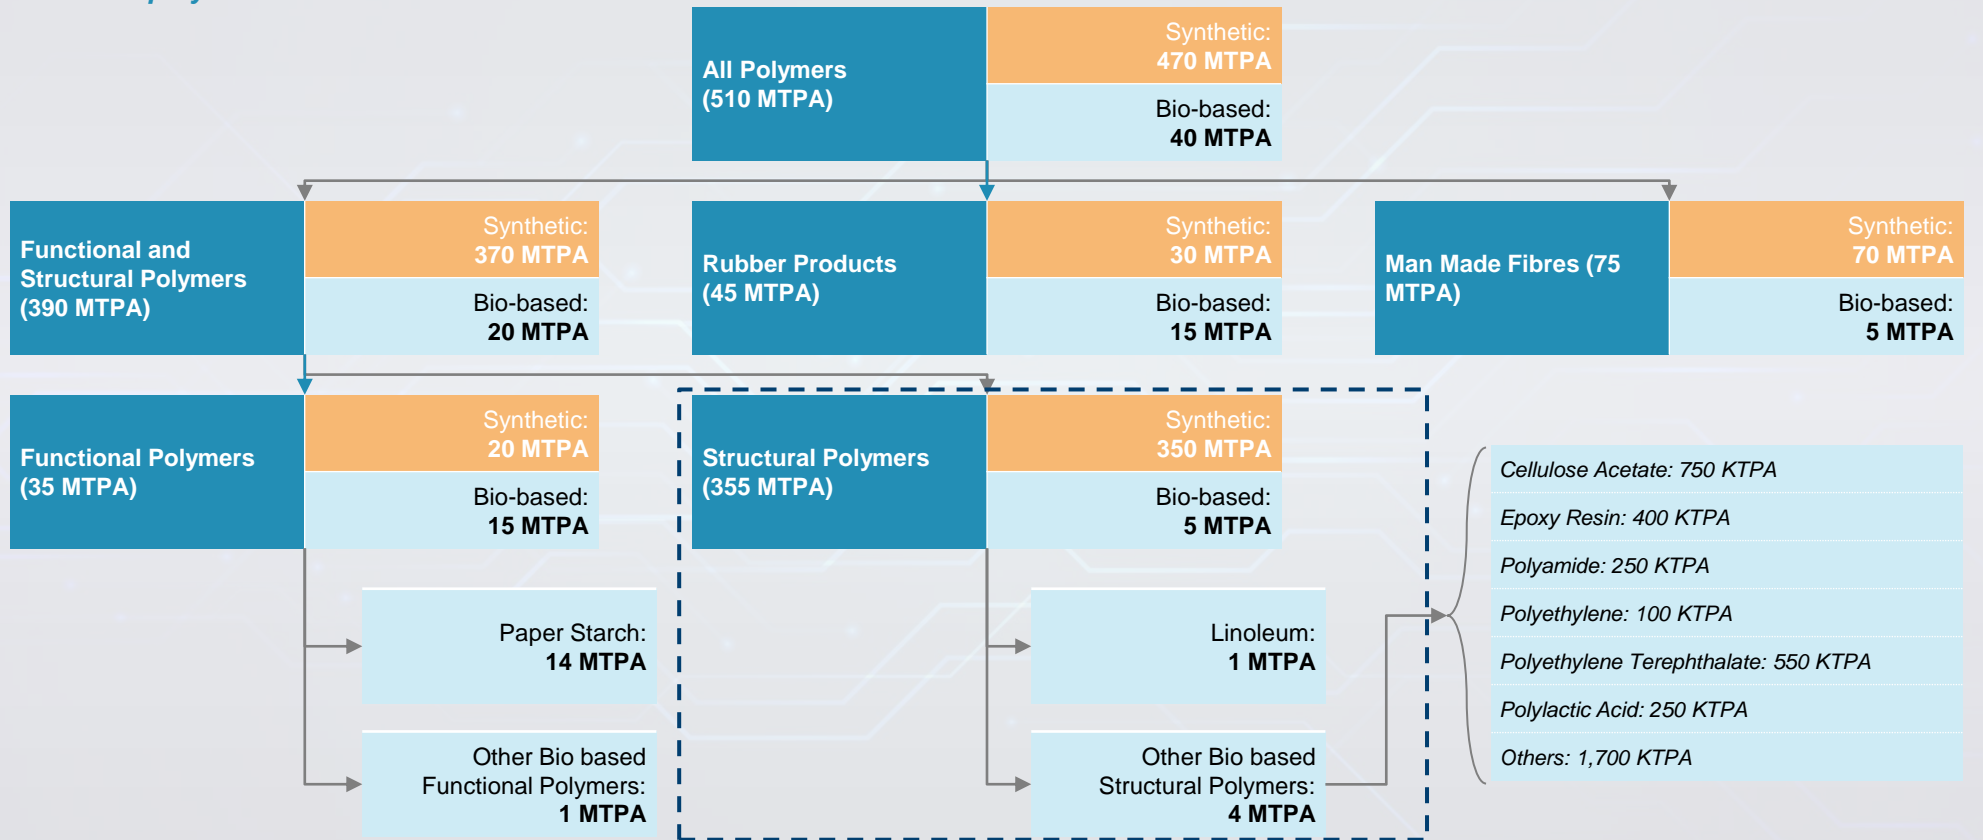 Synthetic:
470 MTPA
All Polymers
(510 MTPA)
Bio-based:
40 MTPA
Functional and
Structural Polymers
(390 MTPA)
Synthetic:
370 MTPA
Bio-based:
20 MTPA
Rubber Products
(45 MTPA)
Synthetic:
30 MTPA
Bio-based:
15 MTPA
Man Made Fibres (75
MTPA)
Synthetic:
70 MTPA
Bio-based:
5 MTPA
Functional Polymers
(35 MTPA)
Synthetic:
20 MTPA
Bio-based:
15 MTPA
Structural Polymers
(355 MTPA)
Synthetic:
350 MTPA
Bio-based:
5 MTPA
Paper Starch:
14 MTPA
Other Bio based
Functional Polymers:
1 MTPA
Linoleum:
1 MTPA
Other Bio based
Structural Polymers:
4 MTPA
Cellulose Acetate: 750 KTPA
Epoxy Resin: 400 KTPA
Polyamide: 250 KTPA
Polyethylene: 100 KTPA
Polyethylene Terephthalate: 550 KTPA
Polylactic Acid: 250 KTPA
Others: 1,700 KTPA